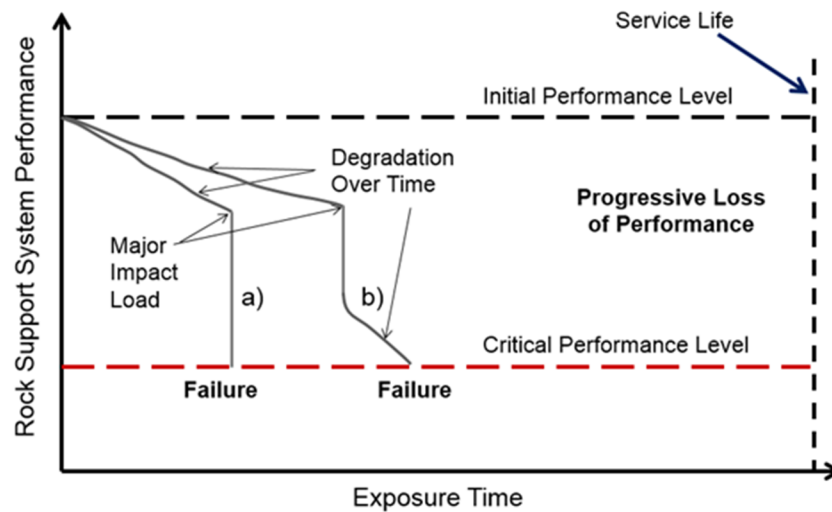 Service Life
Initial Performance Level
Degradation
Over Time
Progressive Loss
of Performance
Major
Impact
Load
a)
b)
Critical Performance Level
Failure
Failure
Rock Support System Performance
Exposure Time